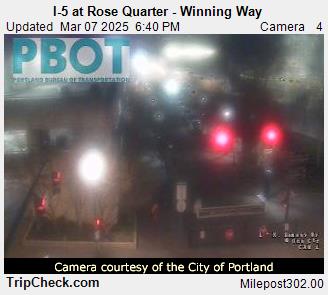 I-5 at Rose Quarter - Winning Way
Updated Mar 07 2025 6:40 PM Camera 4
PBOT
PORTLAND BUREAU OF TRANSPORTATION
Camera courtesy of the City of Portland
TripCheck.com Milepost302.00